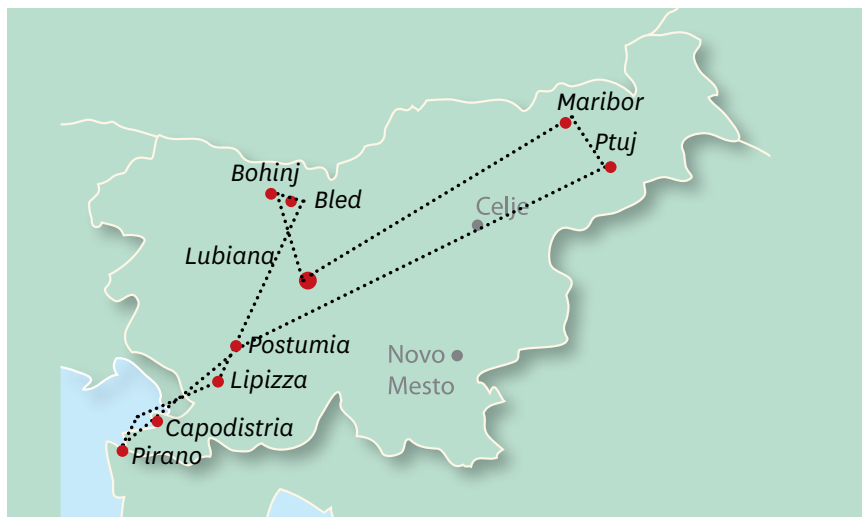 Maribor
Ptuj
Bohinj
Bled
Celje
Lubiana
Postumia
Novo
Mesto
Lipizza
Capodistria
Pirano